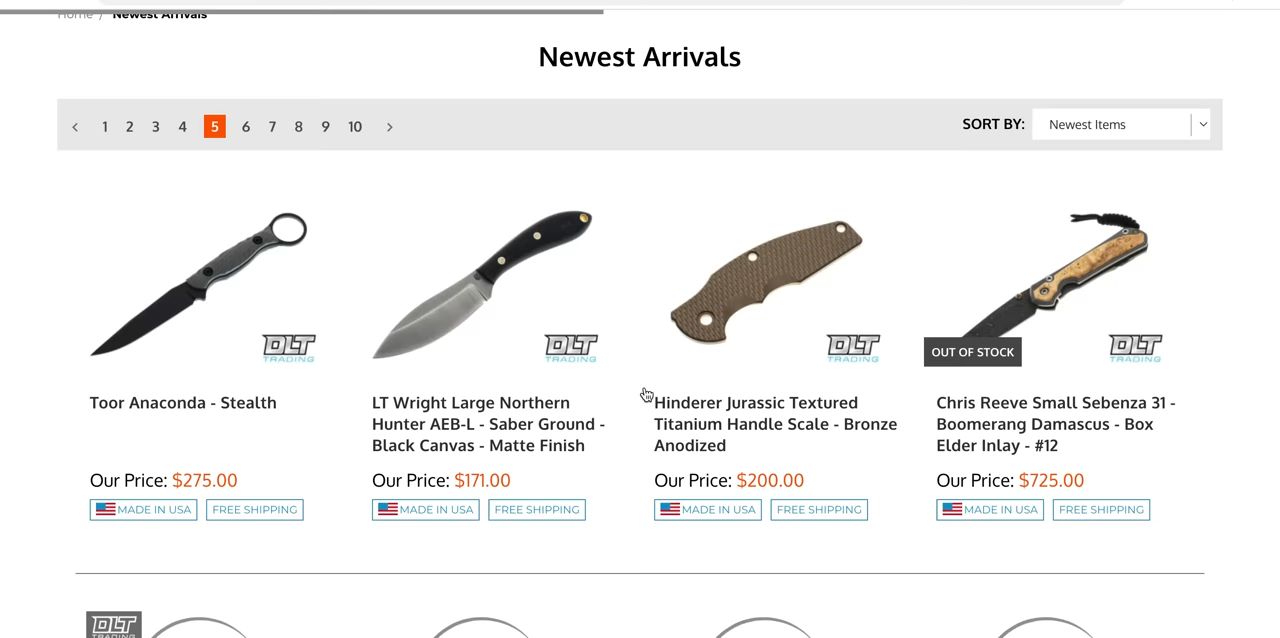 Home / Newest Arrivals
Newest Arrivals
< 1 2 3 4 5 6 7 8 9 10 >
SORT BY: Newest Items
DLT TRADING
DLT TRADING
DLT TRADING
DLT TRADING
OUT OF STOCK
Toor Anaconda - Stealth
Our Price: $275.00
MADE IN USA FREE SHIPPING
LT Wright Large Northern
Hunter AEB-L - Saber Ground -
Black Canvas - Matte Finish
Our Price: $171.00
MADE IN USA FREE SHIPPING
Hinderer Jurassic Textured
Titanium Handle Scale - Bronze
Anodized
Our Price: $200.00
MADE IN USA FREE SHIPPING
Chris Reeve Small Sebenza 31 -
Boomerang Damascus - Box
Elder Inlay - #12
Our Price: $725.00
MADE IN USA FREE SHIPPING
DLT
TRADING